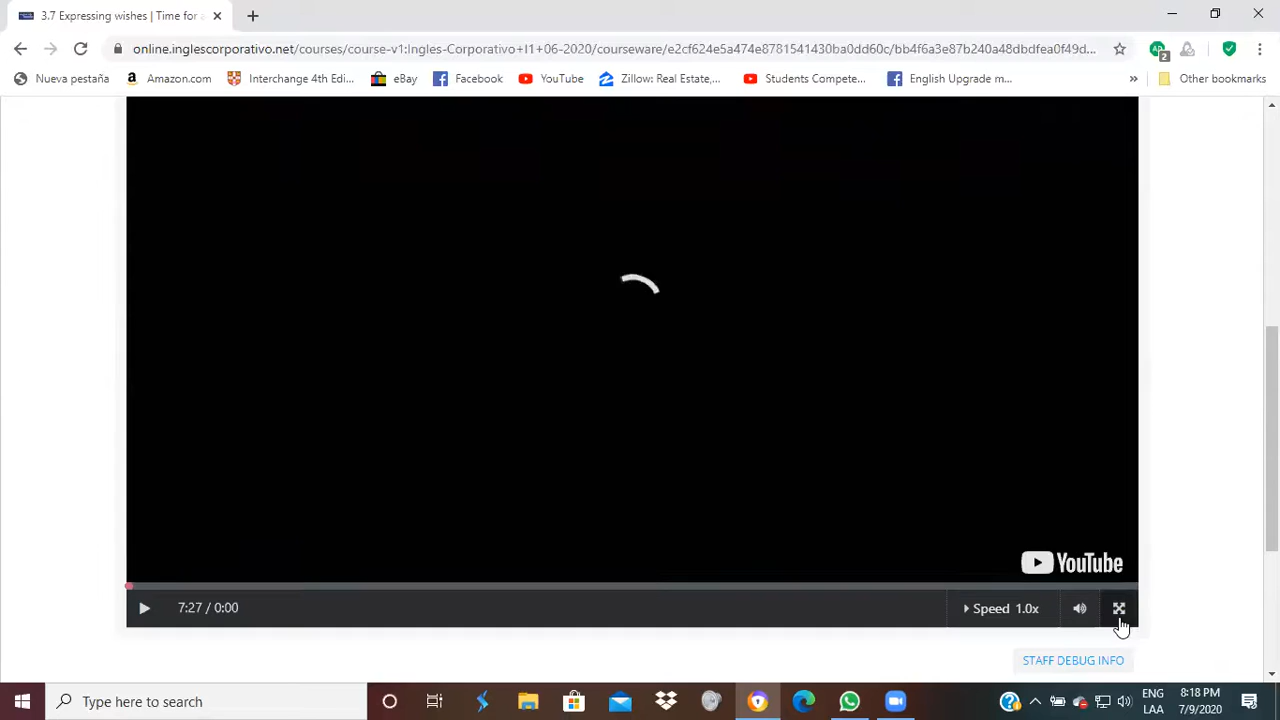 3.7 Expressing wishes | Time for a
online.inglescorporativo.net/courses/course-v1:Ingles-Corporativo+I1+06-2020/courseware/e2cf624e5a474e8781541430ba0dd60c/bb4f6a3e87b240a48dbdfea0f49d...
2
Nueva pestaña
Amazon.com
Interchange 4th Edi...
eBay
Facebook
YouTube
Zillow: Real Estate,...
Students Compete...
English Upgrade m...
»
Other bookmarks
YouTube
7:27 / 0:00
Speed 1.0x
STAFF DEBUG INFO
Type here to search
ENG
LAA
8:18 PM
7/9/2020